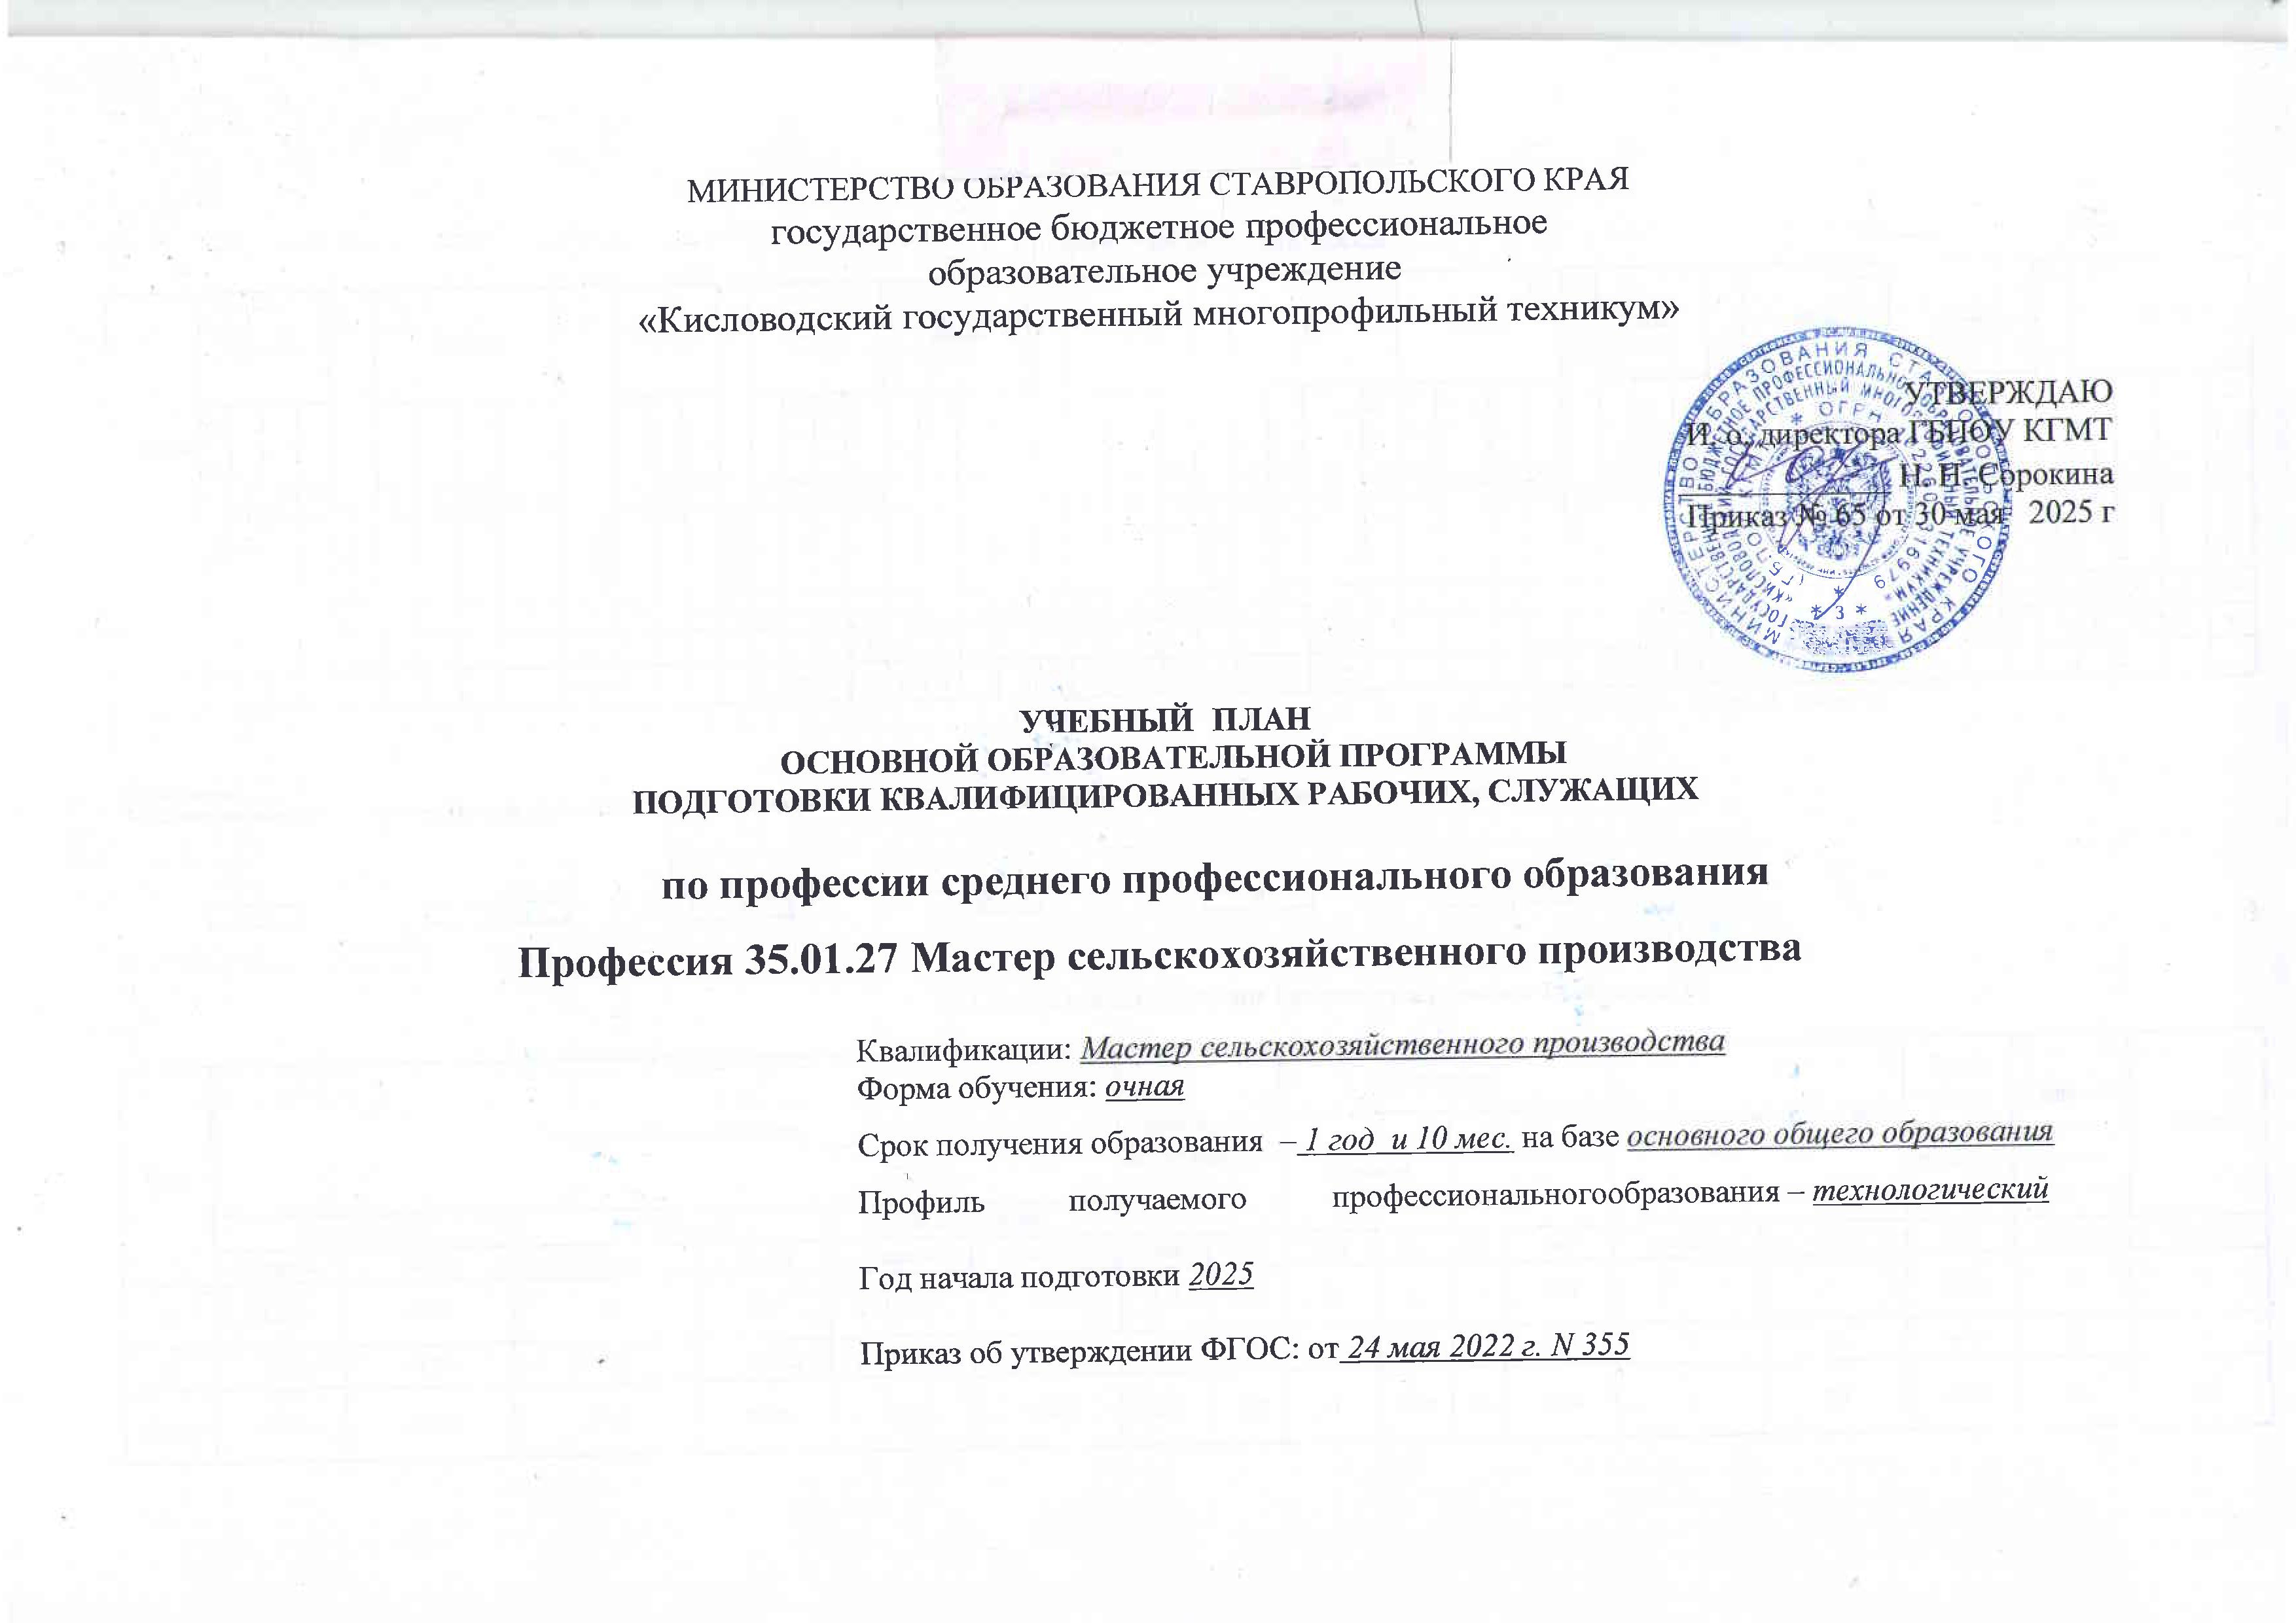 МИНИСТЕРСТВО ОБРАЗОВАНИЯ СТАВРОПОЛЬСКОГО КРАЯ
государственное бюджетное профессиональное
образовательное учреждение
«Кисловодский государственный многопрофильный техникум»
УТВЕРЖДАЮ
И. о. директора ГБПОУ КГМТ
Н. Н. Сорокина
Приказ № 65 от 30 мая 2025 г
УЧЕБНЫЙ ПЛАН
ОСНОВНОЙ ОБРАЗОВАТЕЛЬНОЙ ПРОГРАММЫ
ПОДГОТОВКИ КВАЛИФИЦИРОВАННЫХ РАБОЧИХ, СЛУЖАЩИХ
по профессии среднего профессионального образования
Профессия 35.01.27 Мастер сельскохозяйственного производства
Квалификации: Мастер сельскохозяйственного производства
Форма обучения: очная
Срок получения образования – 1 год и 10 мес. на базе основного общего образования
Профиль получаемого профессиональногообразования – технологический
Год начала подготовки 2025
Приказ об утверждении ФГОС: от 24 мая 2022 г. N 355